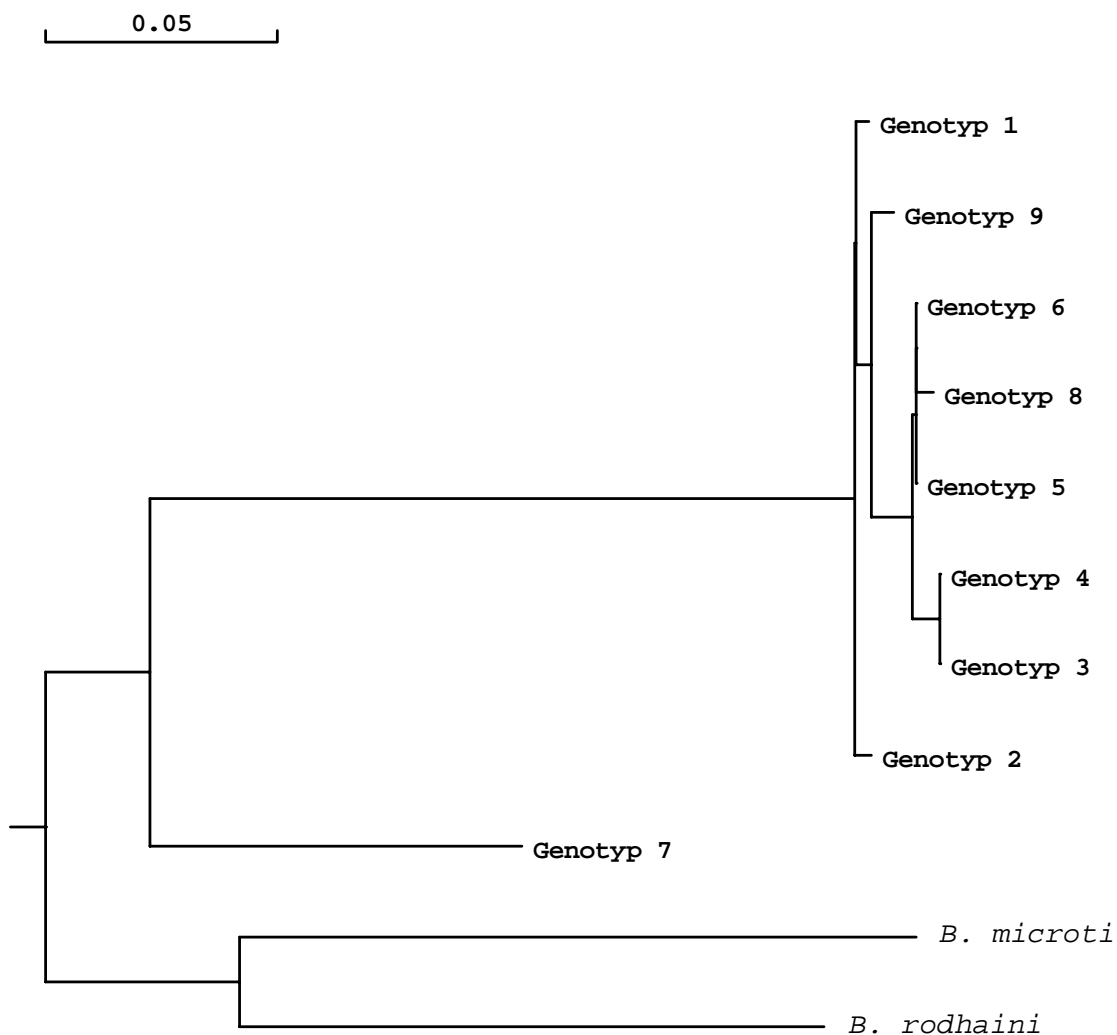 0.05
Genotyp 1
Genotyp 9
Genotyp 6
Genotyp 8
Genotyp 5
Genotyp 4
Genotyp 3
Genotyp 2
Genotyp 7
B. microti
B. rodhaini